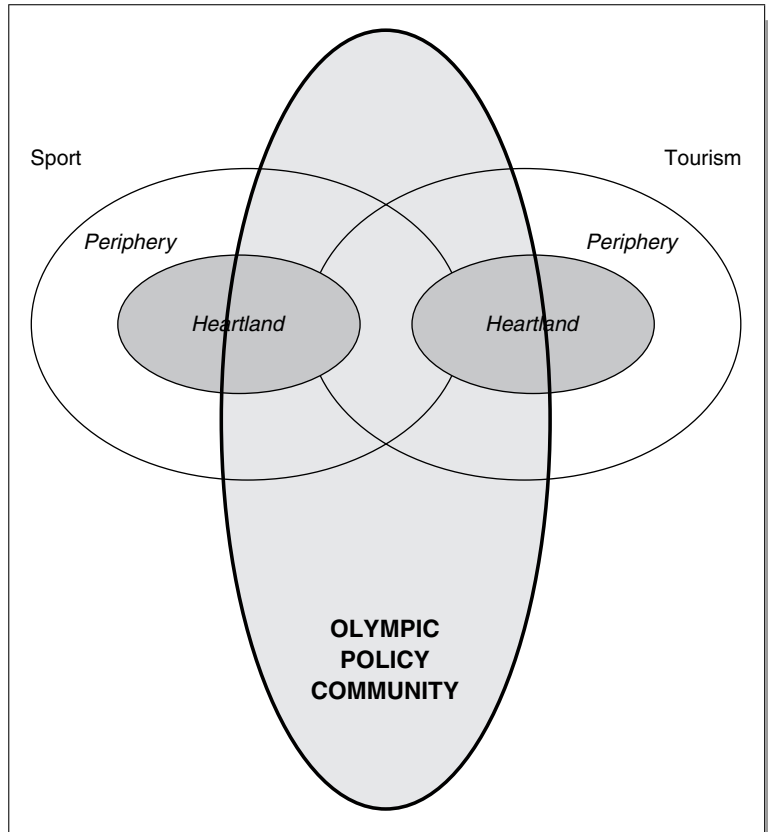 Sport
Tourism
Periphery
Periphery
Heartland
Heartland
OLYMPIC
POLICY
COMMUNITY